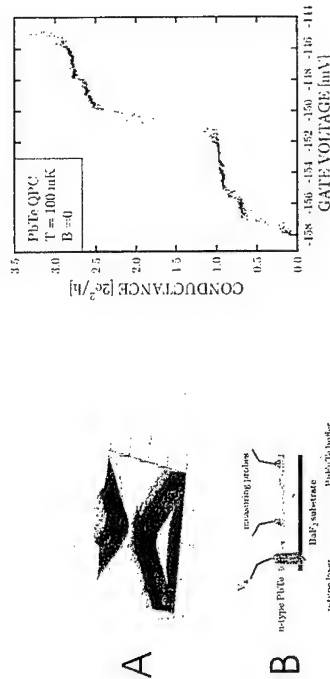 A
B
V_g
measuring probes
n-type PbTe
BaF₂ substrate
CONDUCTANCE [2e²/h]
3.5
3.0
2.5
2.0
1.5
1.0
0.5
0.0
PbTe QPC
T = 100 mK
B = 0
-158 -156 -154 -152 -150 -148 -146 -144
GATE VOLTAGE [mV]